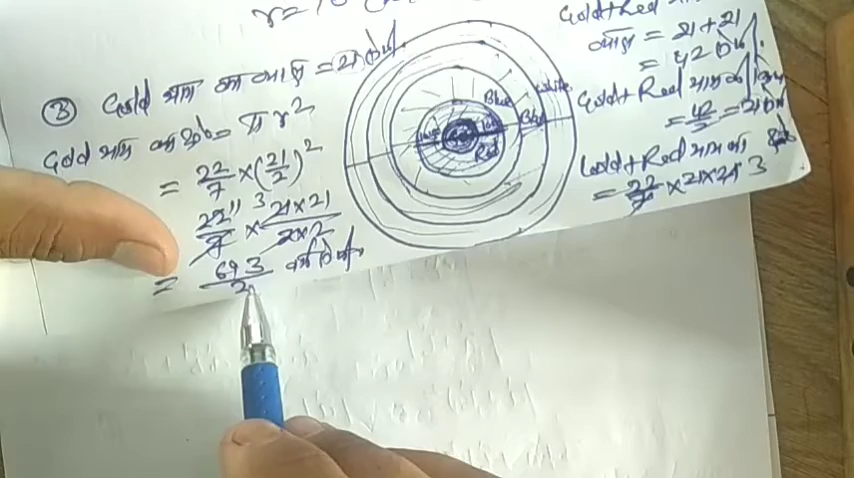 ③ Gold भाग का व्यास = 21 सेमी.
Gold भाग का क्षे० = πr²
= 22/7 × (21/2)²
22/7 × 21×21/2×2
= 693/2 वर्ग सेमी.
Blue
White
Blue
Red
Gold+Red
व्यास = 21+21
= 42 सेमी.
Gold+Red भाग की
= 42/2 = 21 सेमी
Gold+Red भाग का क्षे०
= 22/7 × 21×21 3